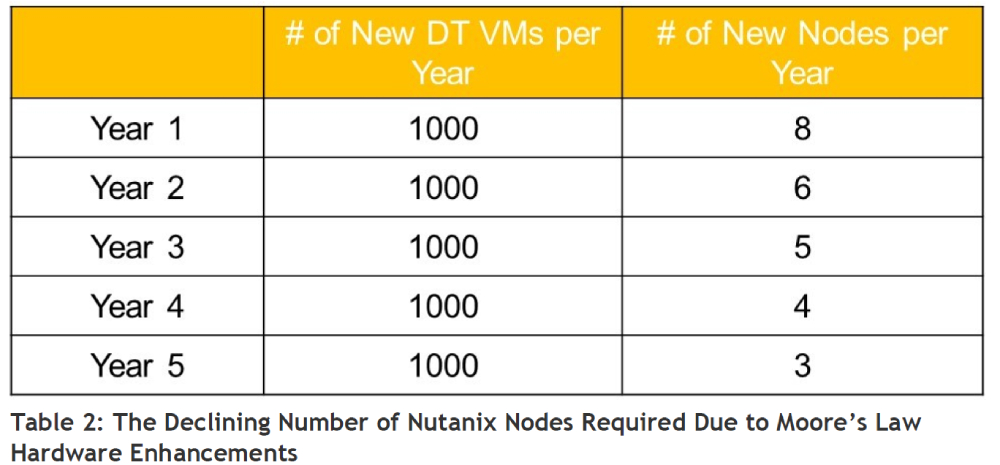 # of New DT VMs per Year # of New Nodes per Year
Year 1 1000 8
Year 2 1000 6
Year 3 1000 5
Year 4 1000 4
Year 5 1000 3
Table 2: The Declining Number of Nutanix Nodes Required Due to Moore’s Law
Hardware Enhancements